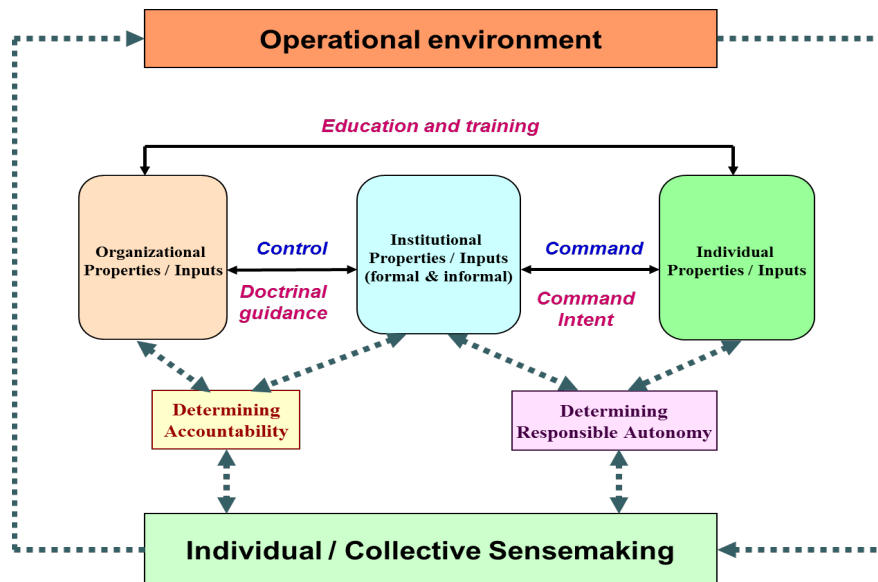 Operational environment
Education and training
Organizational
Properties / Inputs
Control
Doctrinal
guidance
Institutional
Properties / Inputs
(formal & informal)
Command
Command
Intent
Individual
Properties / Inputs
Determining
Accountability
Determining
Responsible Autonomy
Individual / Collective Sensemaking